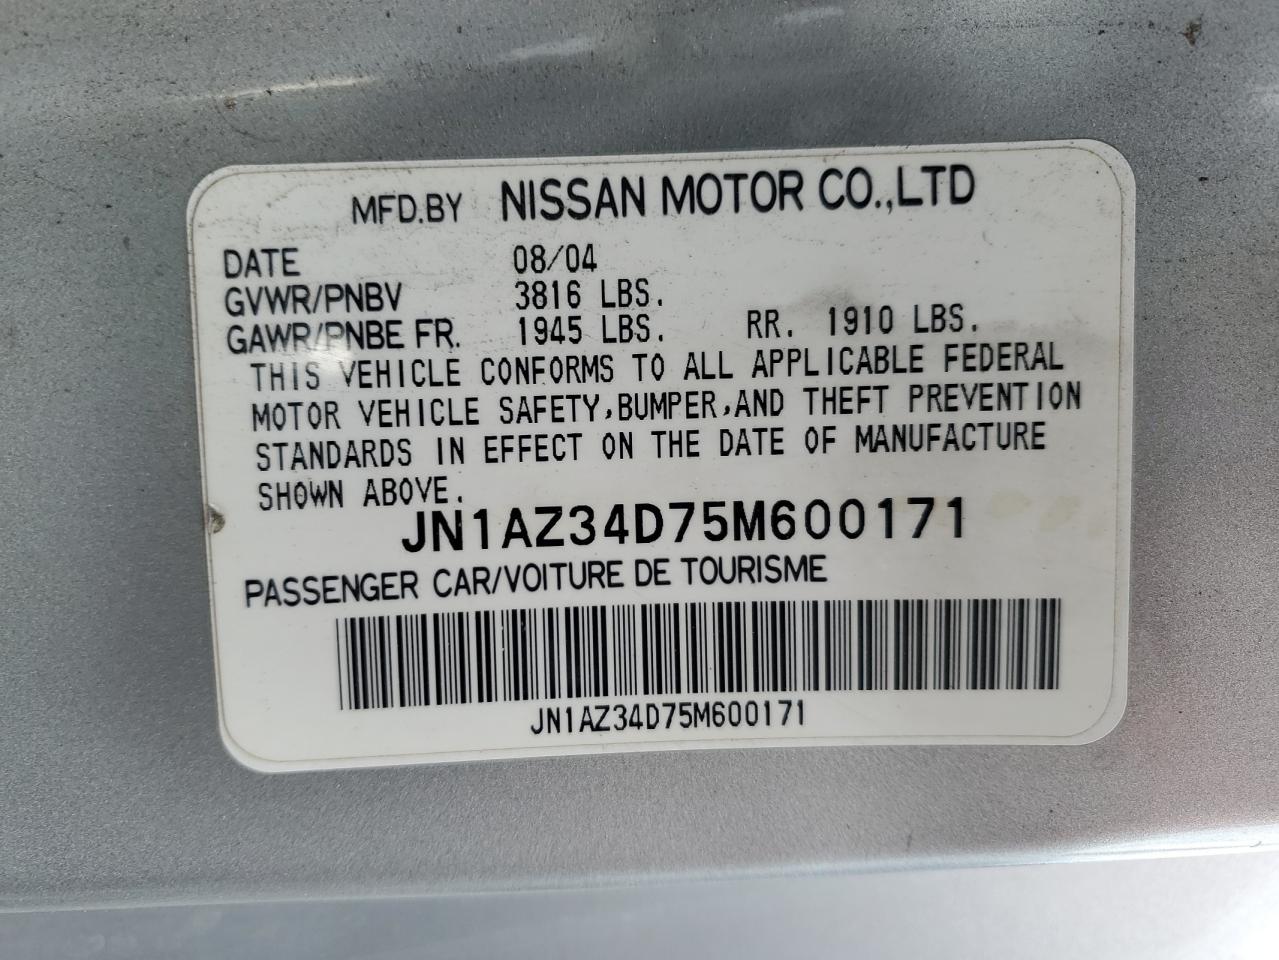 MFD.BY NISSAN MOTOR CO.,LTD
DATE 08/04
GVWR/PNBV 3816 LBS.
GAWR/PNBE FR. 1945 LBS. RR. 1910 LBS.
THIS VEHICLE CONFORMS TO ALL APPLICABLE FEDERAL
MOTOR VEHICLE SAFETY,BUMPER,AND THEFT PREVENTION
STANDARDS IN EFFECT ON THE DATE OF MANUFACTURE
SHOWN ABOVE.
JN1AZ34D75M600171
PASSENGER CAR/VOITURE DE TOURISME
JN1AZ34D75M600171